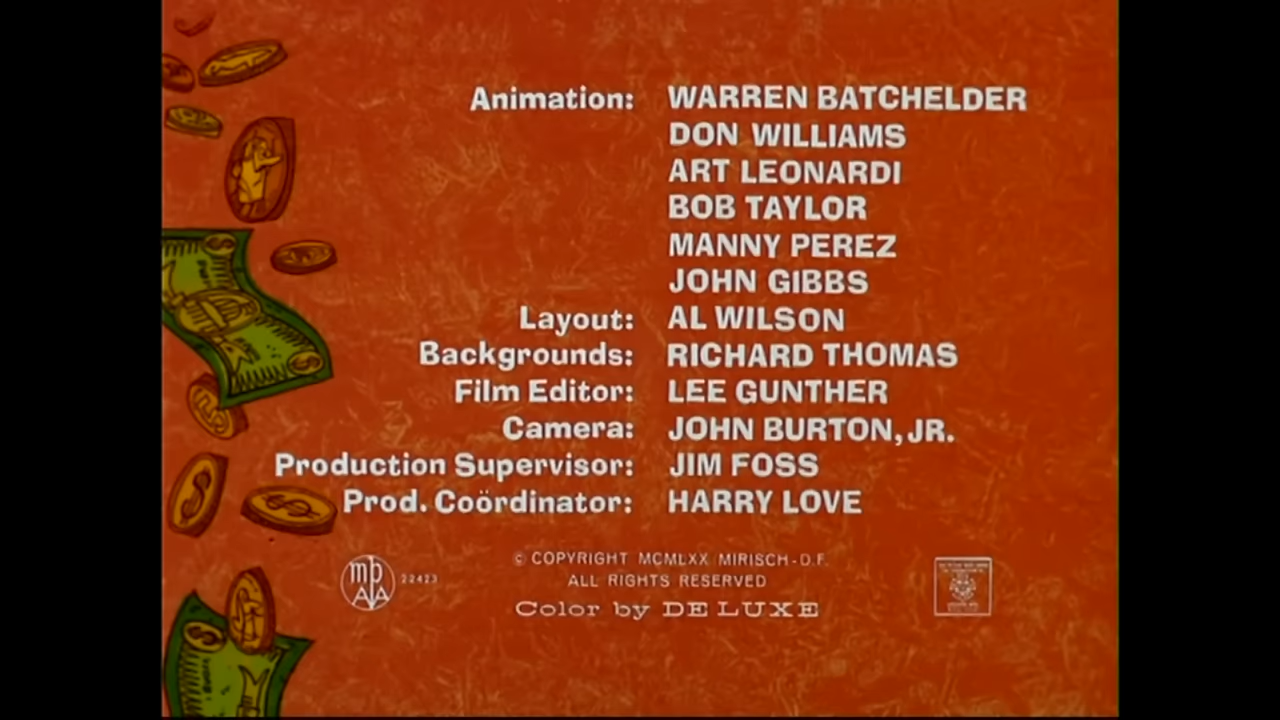 Animation: WARREN BATCHELDER
DON WILLIAMS
ART LEONARDI
BOB TAYLOR
MANNY PEREZ
JOHN GIBBS
Layout: AL WILSON
Backgrounds: RICHARD THOMAS
Film Editor: LEE GUNTHER
Camera: JOHN BURTON, JR.
Production Supervisor: JIM FOSS
Prod. Coördinator: HARRY LOVE
© COPYRIGHT MCMLXX MIRISCH-D.F.
ALL RIGHTS RESERVED
Color by DE LUXE
mpAA 22423